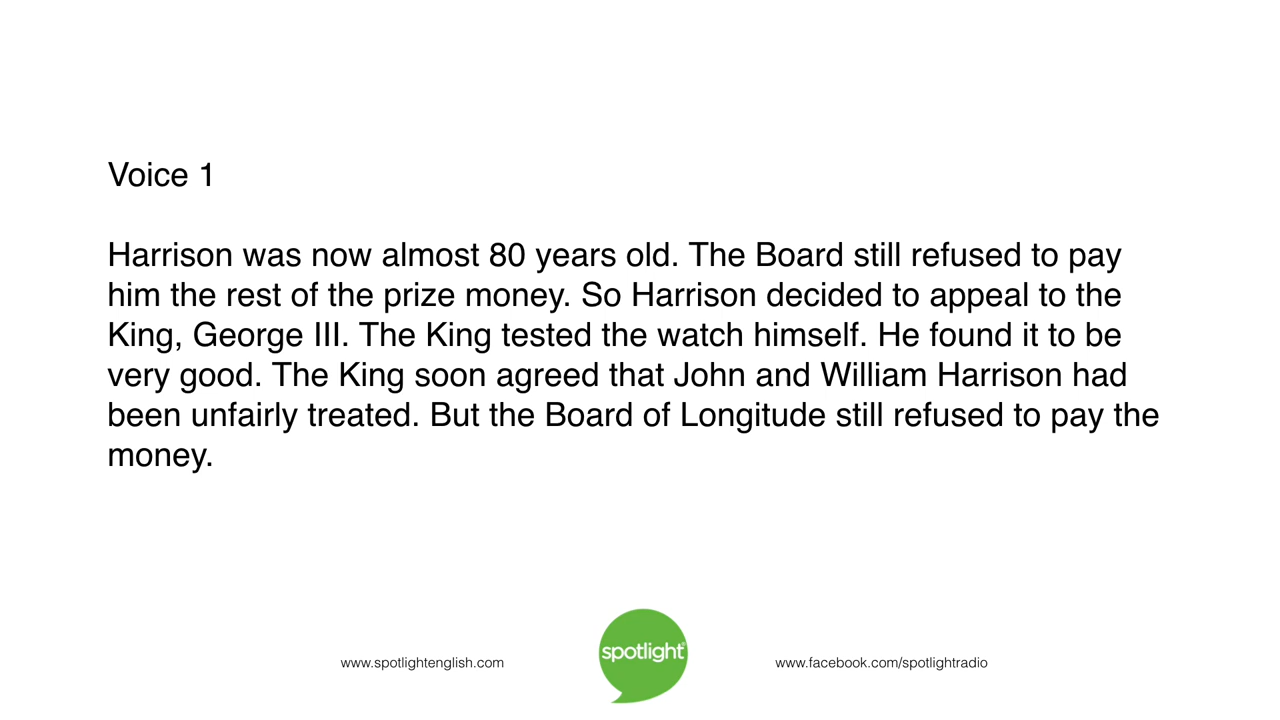 Voice 1
Harrison was now almost 80 years old. The Board still refused to pay
him the rest of the prize money. So Harrison decided to appeal to the
King, George III. The King tested the watch himself. He found it to be
very good. The King soon agreed that John and William Harrison had
been unfairly treated. But the Board of Longitude still refused to pay the
money.
www.spotlightenglish.com
spotlight®
www.facebook.com/spotlightradio